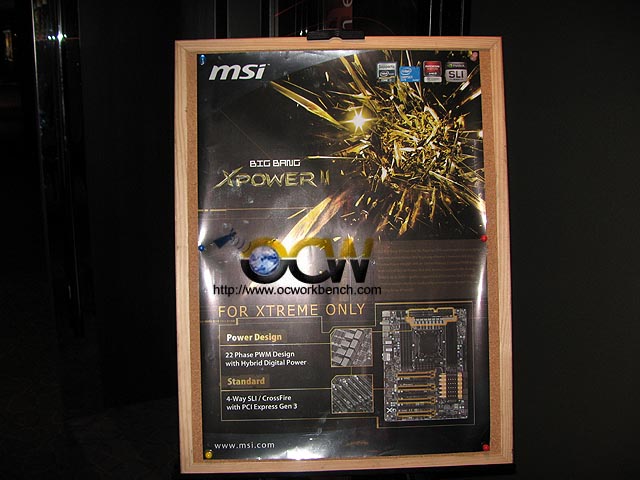 msi
SLI
BIG BANG
XPOWER II
OCW
http://www.ocworkbench.com
FOR XTREME ONLY
Power Design
22 Phase PWM Design
with Hybrid Digital Power
Standard
4-Way SLI / CrossFire
with PCI Express Gen 3
www.msi.com